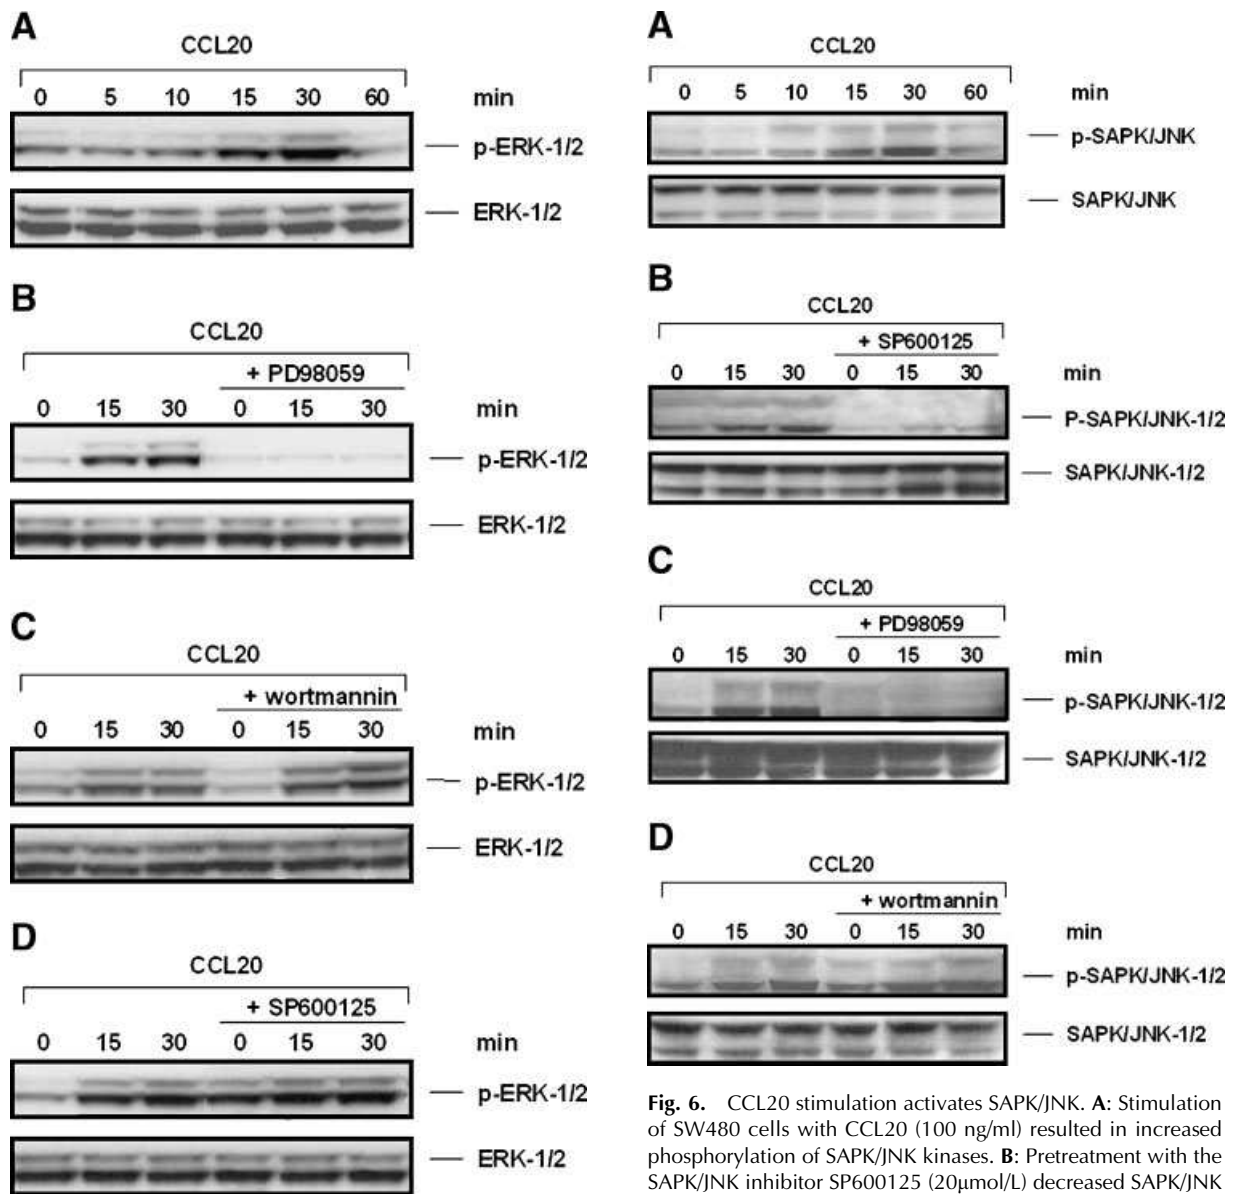 A
CCL20
0 5 10 15 30 60 min
p-ERK-1/2
ERK-1/2
B
CCL20
+ PD98059
0 15 30 0 15 30 min
p-ERK-1/2
ERK-1/2
C
CCL20
+ wortmannin
0 15 30 0 15 30 min
p-ERK-1/2
ERK-1/2
D
CCL20
+ SP600125
0 15 30 0 15 30 min
p-ERK-1/2
ERK-1/2
A
CCL20
0 5 10 15 30 60 min
p-SAPK/JNK
SAPK/JNK
B
CCL20
+ SP600125
0 15 30 0 15 30 min
P-SAPK/JNK-1/2
SAPK/JNK-1/2
C
CCL20
+ PD98059
0 15 30 0 15 30 min
p-SAPK/JNK-1/2
SAPK/JNK-1/2
D
CCL20
+ wortmannin
0 15 30 0 15 30 min
p-SAPK/JNK-1/2
SAPK/JNK-1/2
Fig. 6. CCL20 stimulation activates SAPK/JNK. A: Stimulation
of SW480 cells with CCL20 (100 ng/ml) resulted in increased
phosphorylation of SAPK/JNK kinases. B: Pretreatment with the
SAPK/JNK inhibitor SP600125 (20μmol/L) decreased SAPK/JNK